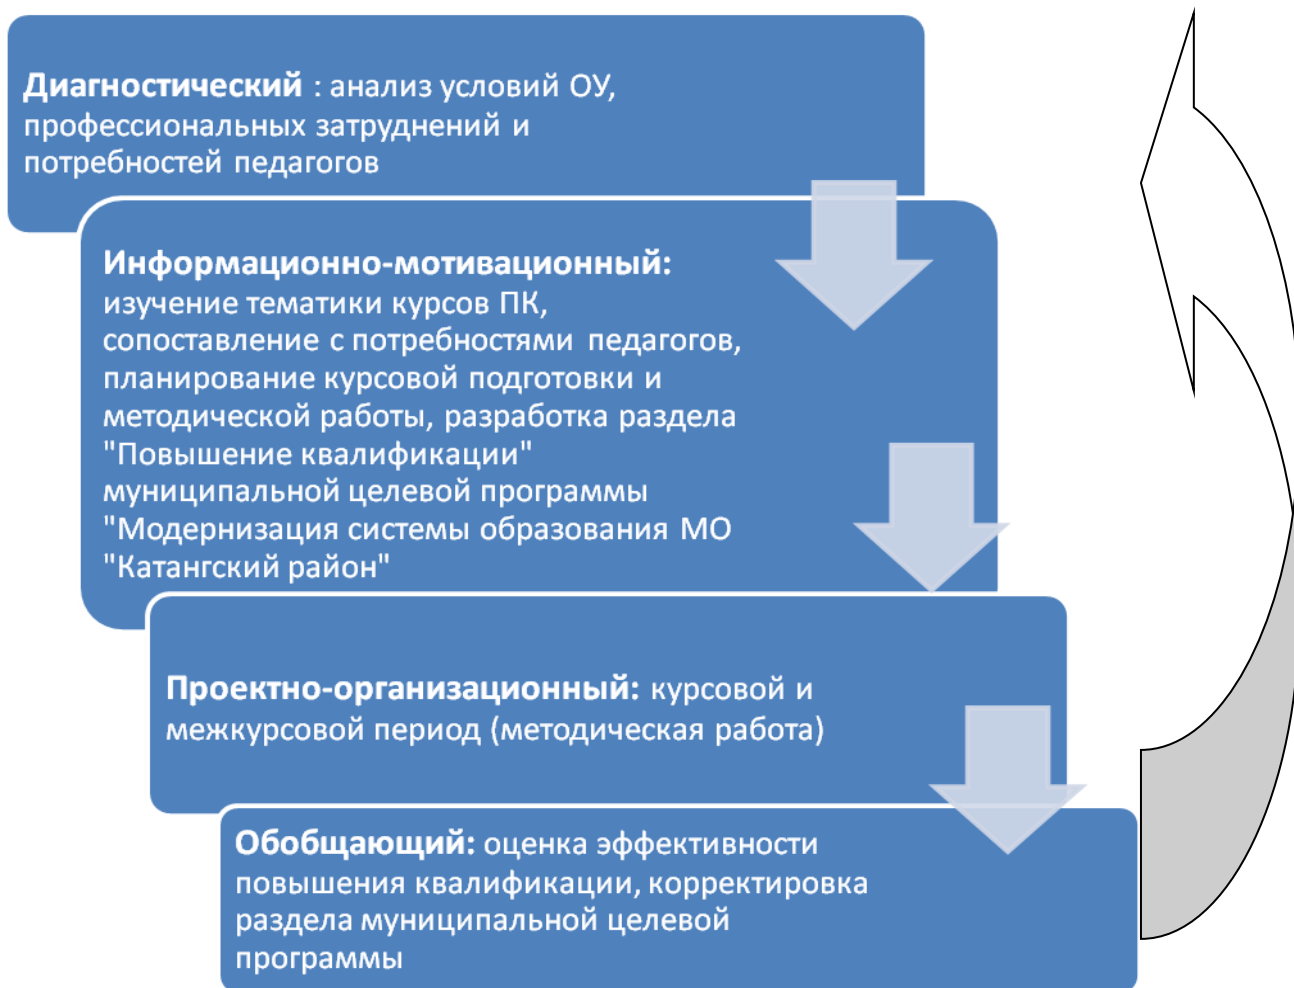 Диагностический : анализ условий ОУ,
профессиональных затруднений и
потребностей педагогов
Информационно-мотивационный:
изучение тематики курсов ПК,
сопоставление с потребностями педагогов,
планирование курсовой подготовки и
методической работы, разработка раздела
"Повышение квалификации"
муниципальной целевой программы
"Модернизация системы образования МО
"Катангский район"
Проектно-организационный: курсовой и
межкурсовой период (методическая работа)
Обобщающий: оценка эффективности
повышения квалификации, корректировка
раздела муниципальной целевой
программы